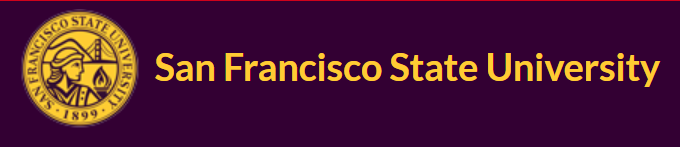 SAN FRANCISCO STATE UNIVERSITY
· 1899 ·
San Francisco State University